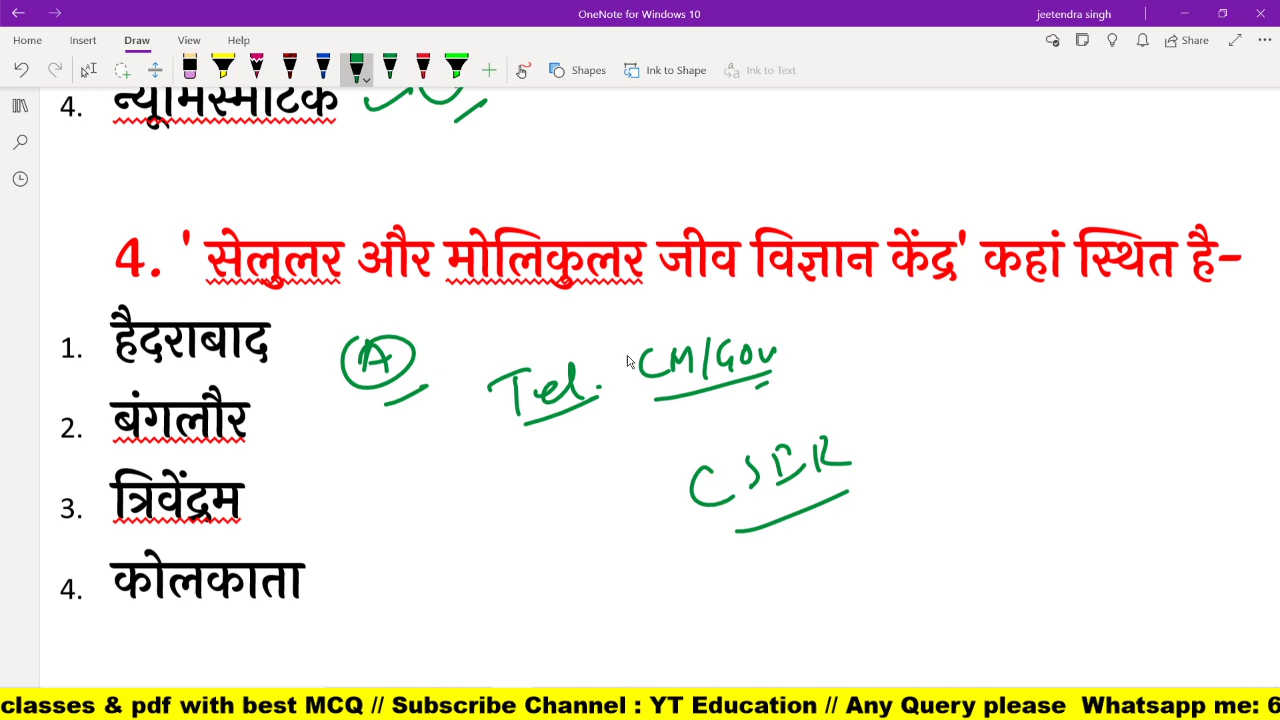 OneNote for Windows 10
jeetendra singh
Home Insert Draw View Help
Share
Shapes Ink to Shape Ink to Text
4. न्यूमिस्मेटिक
4. ' सेलुलर और मोलिकुलर जीव विज्ञान केंद्र' कहां स्थित है-
1. हैदराबाद
A
CM/Gov
Tel.
2. बंगलौर
CSIR
3. त्रिवेंद्रम
4. कोलकाता
classes & pdf with best MCQ // Subscribe Channel : YT Education // Any Query please Whatsapp me: 6